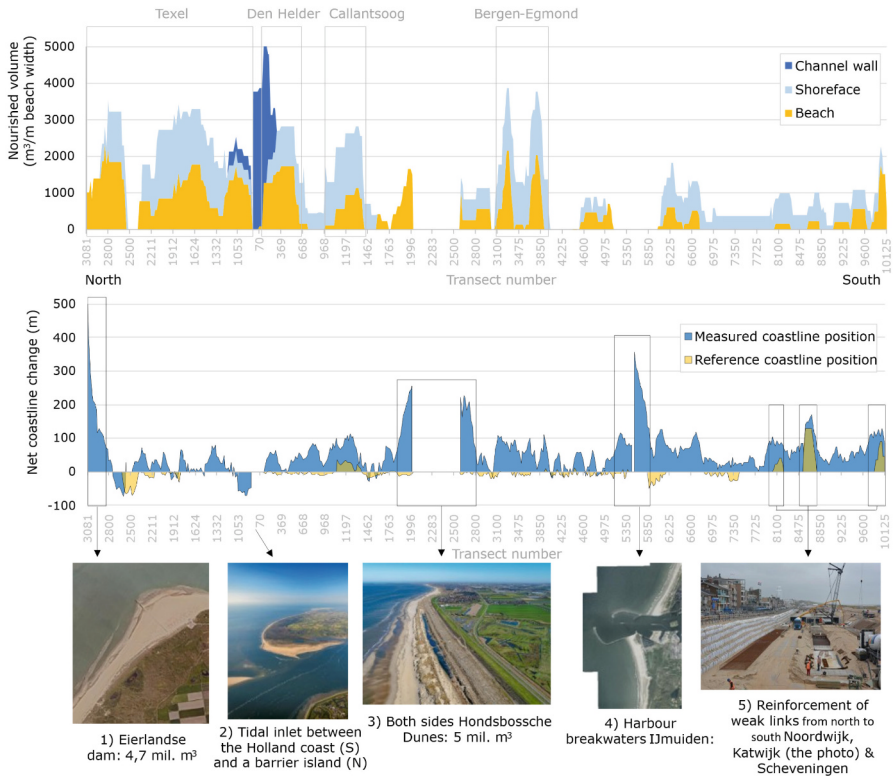 Texel Den Helder Callantsoog Bergen-Egmond
Nourished volume
(m³/m beach width)
5000
4000
3000
2000
1000
0
Channel wall
Shoreface
Beach
3081 2800 2500 2211 1912 1624 1332 1053 70 369 668 968 1197 1462 1763 1996 2283 2500 2800 3100 3475 3850 4225 4600 4975 5350 5850 6225 6600 6975 7350 7725 8100 8475 8850 9225 9600 10125
North Transect number South
Net coastline change (m)
500
400
300
200
100
0
-100
Measured coastline position
Reference coastline position
3081 2800 2500 2211 1912 1624 1332 1053 70 369 668 968 1197 1462 1763 1996 2283 2500 2800 3100 3475 3850 4225 4600 4975 5350 5850 6225 6600 6975 7350 7725 8100 8475 8850 9225 9600 10125
Transect number
1) Eierlandse
dam: 4,7 mil. m³
2) Tidal inlet between
the Holland coast (S)
and a barrier island (N)
3) Both sides Hondsbossche
Dunes: 5 mil. m³
4) Harbour
breakwaters IJmuiden:
5) Reinforcement of
weak links from north to
south Noordwijk,
Katwijk (the photo) &
Scheveningen